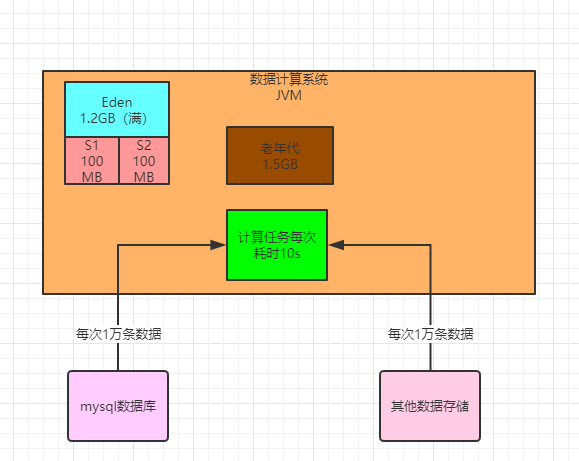 数据计算系统
JVM
Eden
1.2GB（满）
S1
100
MB
S2
100
MB
老年代
1.5GB
计算任务每次
耗时10s
每次1万条数据
每次1万条数据
mysql数据库
其他数据存储